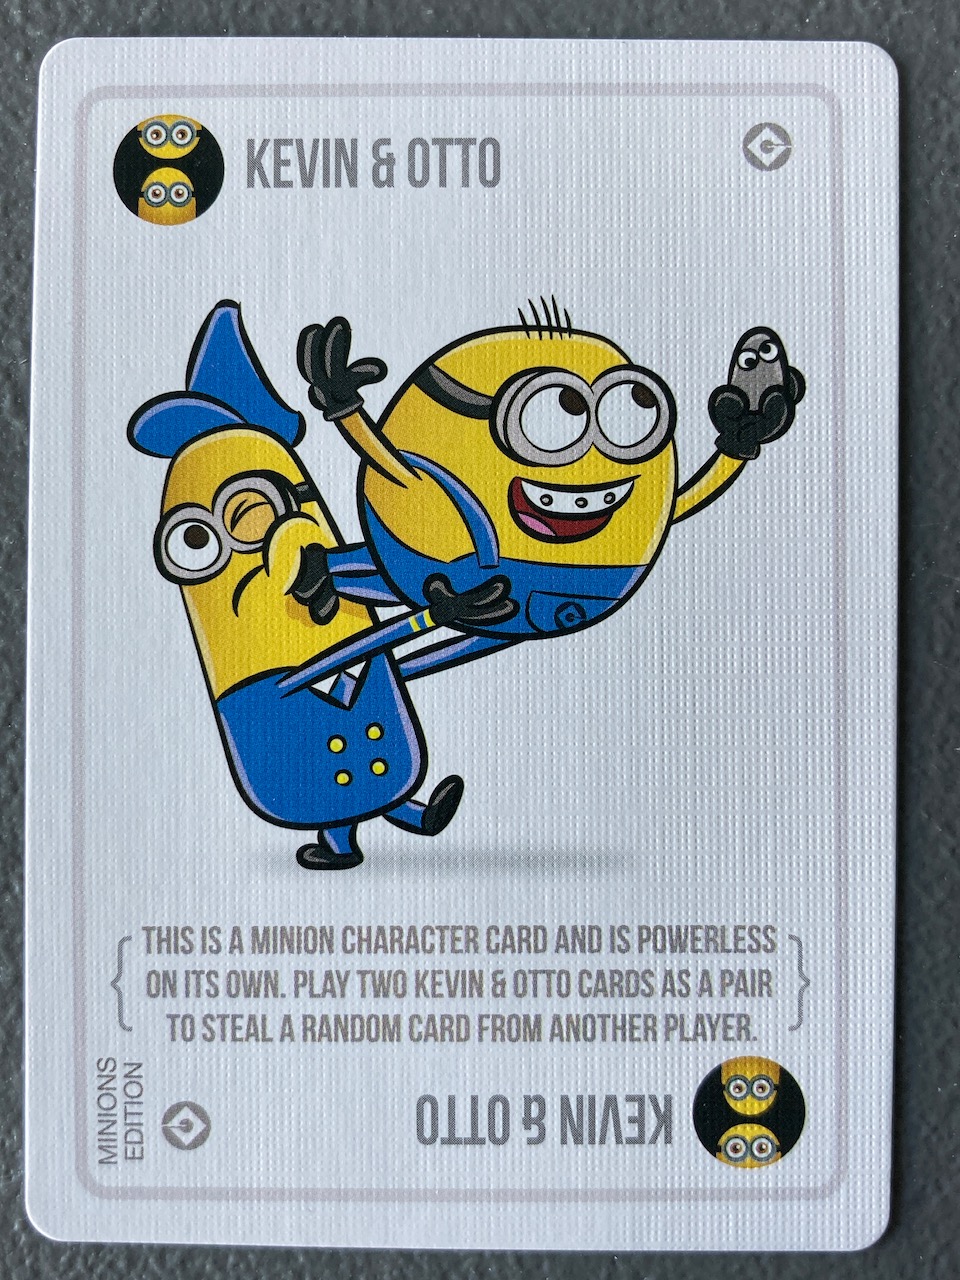 KEVIN & OTTO
THIS IS A MINION CHARACTER CARD AND IS POWERLESS
ON ITS OWN. PLAY TWO KEVIN & OTTO CARDS AS A PAIR
TO STEAL A RANDOM CARD FROM ANOTHER PLAYER.
MINIONS
EDITION
KEVIN & OTTO